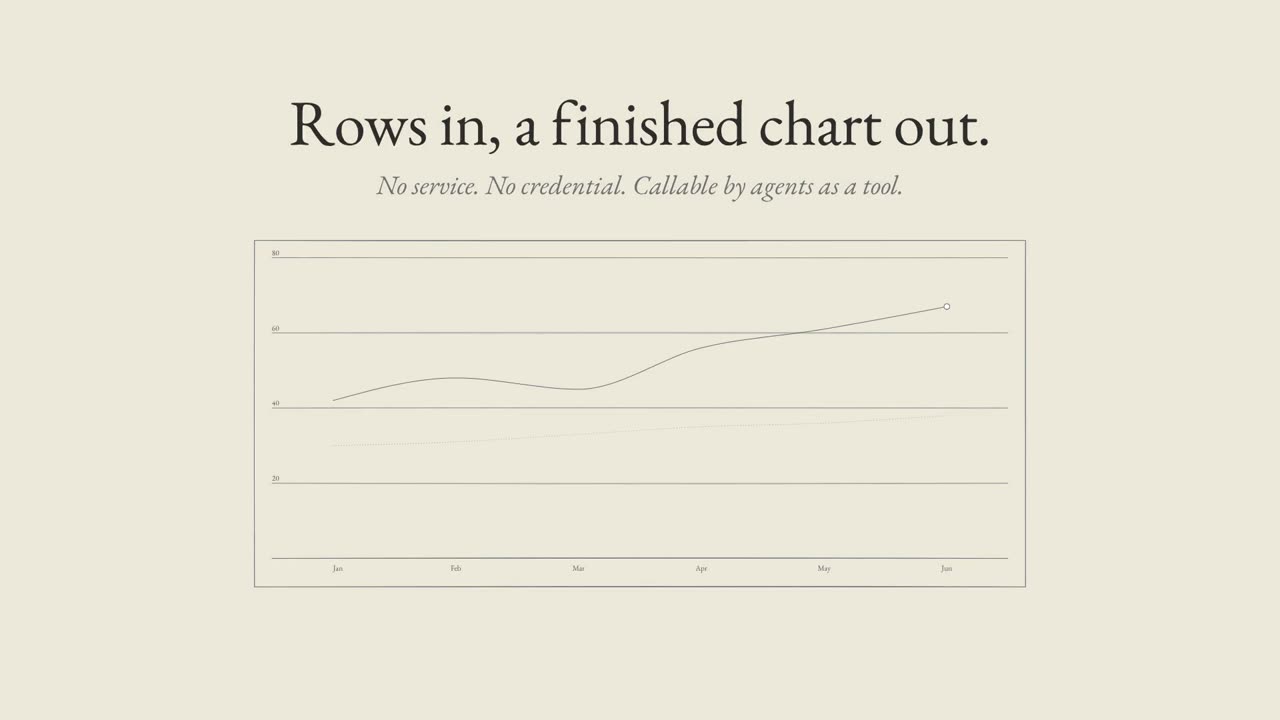 Rows in, a finished chart out.
No service. No credential. Callable by agents as a tool.
80
60
40
20
Jan Feb Mar Apr May Jun